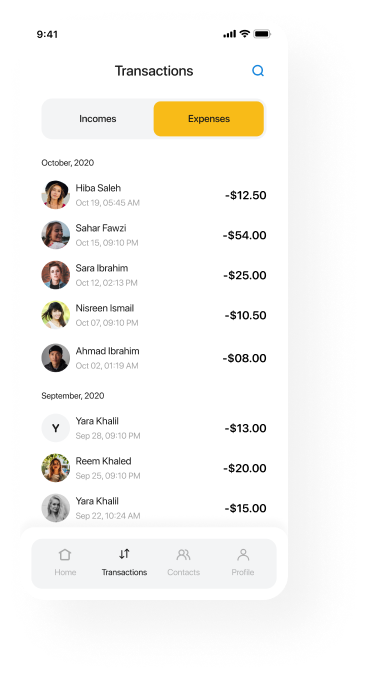 9:41
Transactions
Incomes
Expenses
October, 2020
Hiba Saleh
-$12.50
Oct 19, 05:45 AM
Sahar Fawzi
-$54.00
Oct 15, 09:10 PM
Sara Ibrahim
-$25.00
Oct 12, 02:13 PM
Nisreen Ismail
-$10.50
Oct 07, 09:10 PM
Ahmad Ibrahim
-$08.00
Oct 02, 01:19 AM
September, 2020
Y
Yara Khalil
-$13.00
Sep 28, 09:10 PM
Reem Khaled
-$20.00
Sep 25, 09:10 PM
Yara Khalil
-$15.00
Sep 22, 10:24 AM
Home
Transactions
Contacts
Profile